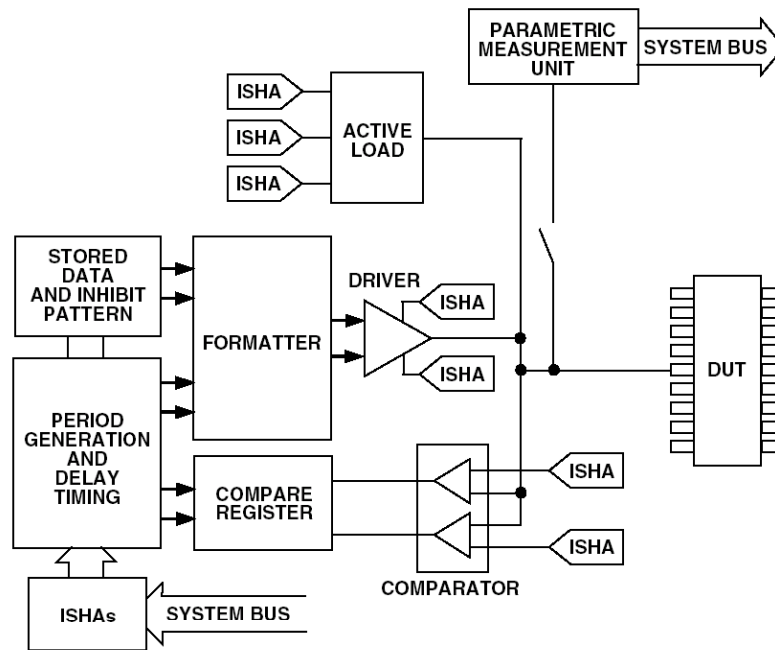 PARAMETRIC
MEASUREMENT
UNIT
SYSTEM BUS
ISHA
ISHA
ISHA
ACTIVE
LOAD
STORED
DATA
AND INHIBIT
PATTERN
FORMATTER
DRIVER
ISHA
ISHA
DUT
PERIOD
GENERATION
AND
DELAY
TIMING
COMPARE
REGISTER
ISHA
ISHA
COMPARATOR
ISHAs
SYSTEM BUS